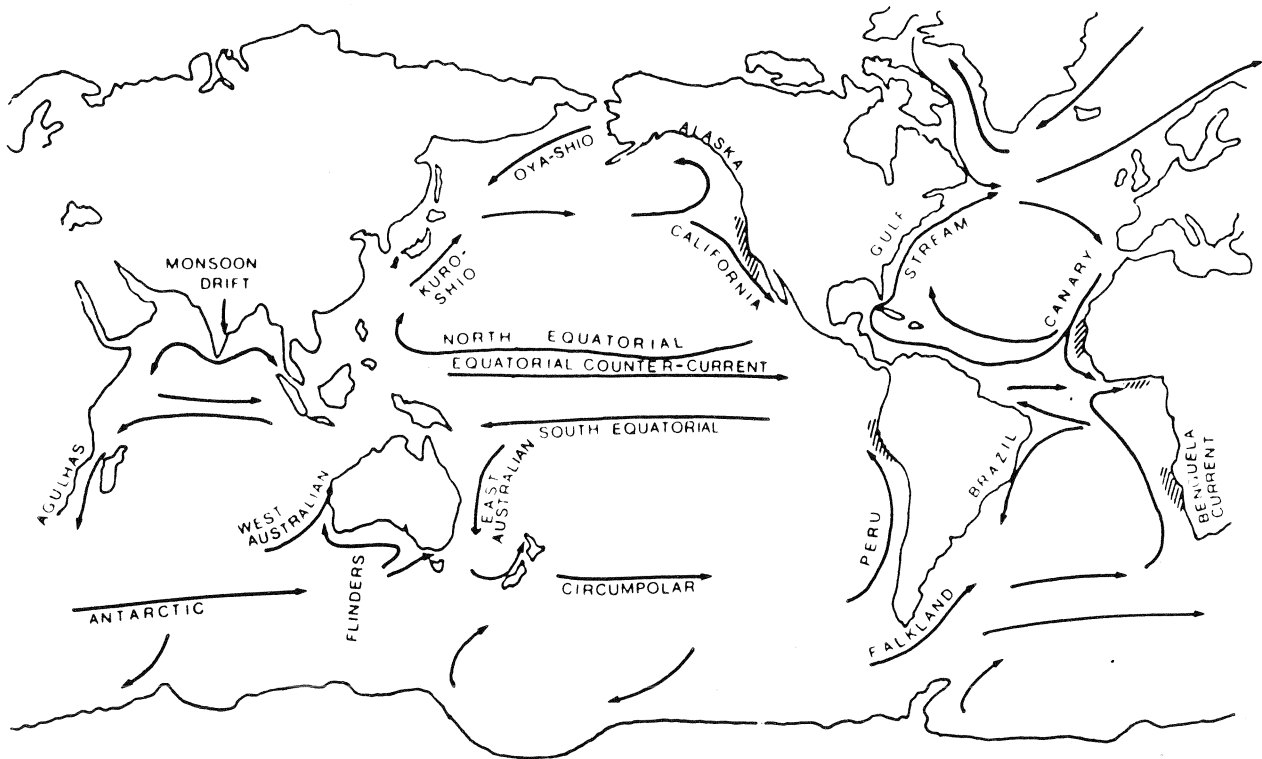 ALASKA
OYA-SHIO
GULF
STREAM
CALIFORNIA
CANARY
MONSOON
DRIFT
KURO-
SHIO
NORTH EQUATORIAL
EQUATORIAL COUNTER-CURRENT
SOUTH EQUATORIAL
AGULHAS
WEST
AUSTRALIAN
EAST
AUSTRALIAN
BRAZIL
BENGUELA
CURRENT
PERU
FLINDERS
CIRCUMPOLAR
ANTARCTIC
FALKLAND